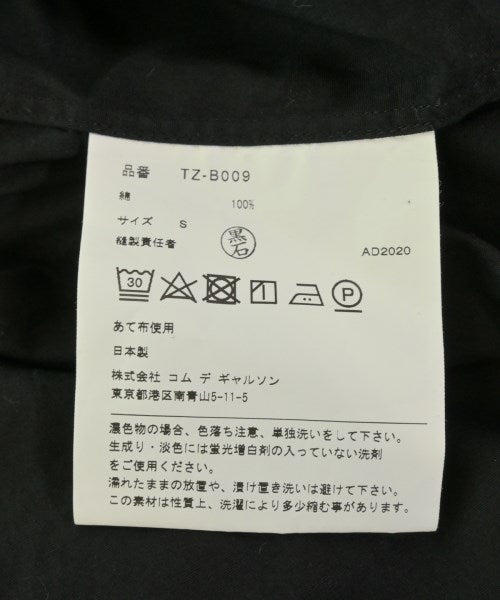 品番 TZ-B009
綿 100%
サイズ S
縫製責任者 黒石 AD2020
30 P
あて布使用
日本製
株式会社 コム デ ギャルソン
東京都港区南青山5-11-5
濃色物の場合、色落ち注意、単独洗いをして下さい。
生成り・淡色には蛍光増白剤の入っていない洗剤
をご使用ください。
濡れたままの放置や、漬け置き洗いは避けて下さい。
この素材は性質上、洗濯により多少縮む事があります。